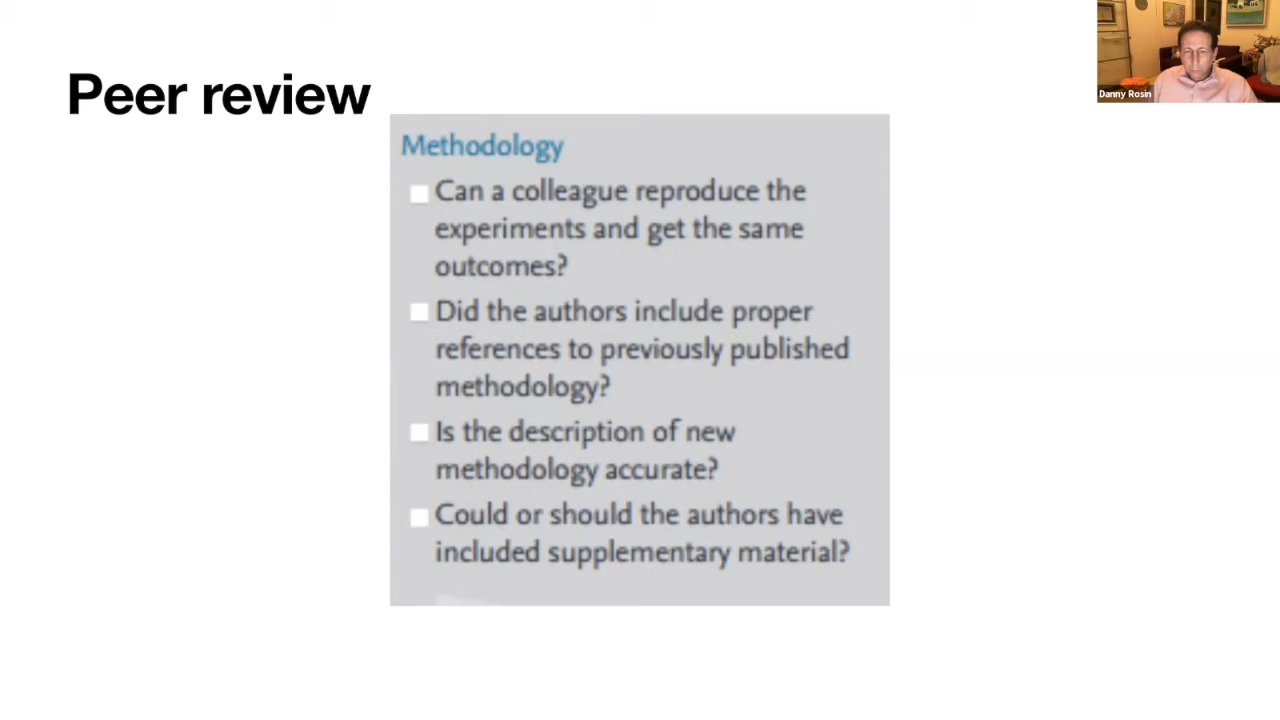 Peer review
Danny Rosin
Methodology
Can a colleague reproduce the
experiments and get the same
outcomes?
Did the authors include proper
references to previously published
methodology?
Is the description of new
methodology accurate?
Could or should the authors have
included supplementary material?